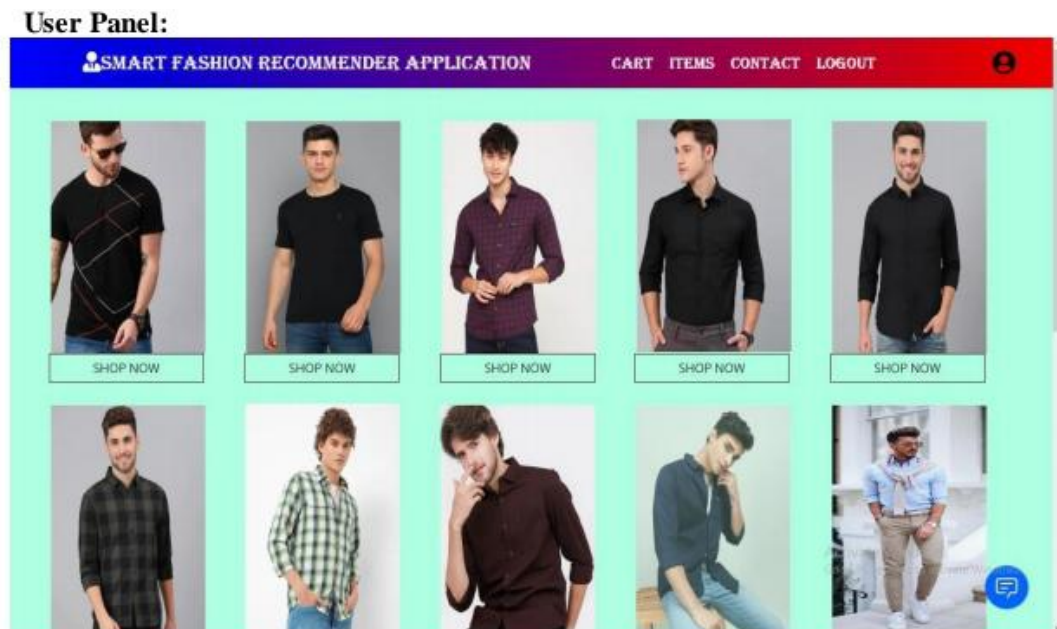 User Panel:
SMART FASHION RECOMMENDER APPLICATION CART ITEMS CONTACT LOGOUT
SHOP NOW SHOP NOW SHOP NOW SHOP NOW SHOP NOW